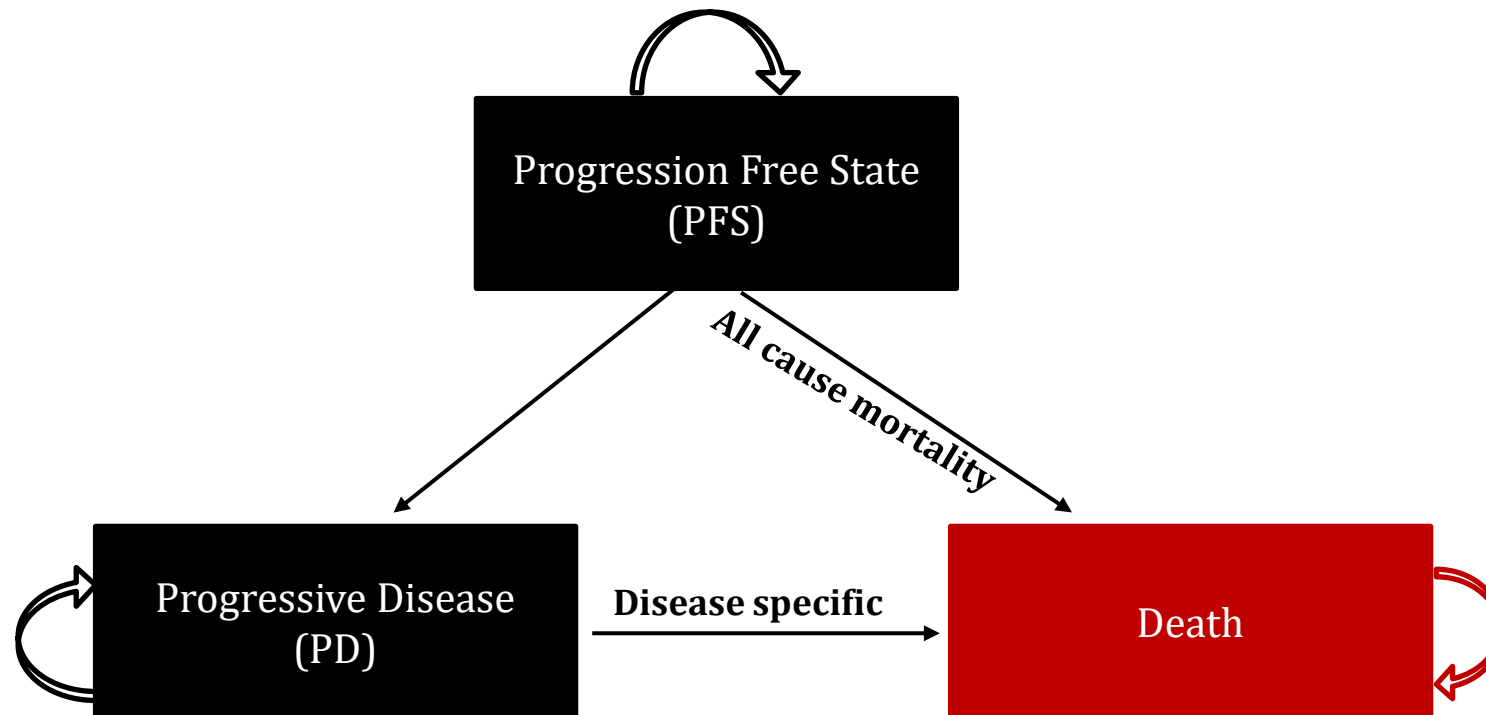 Progression Free State
(PFS)
All cause mortality
Progressive Disease
(PD)
Disease specific
Death